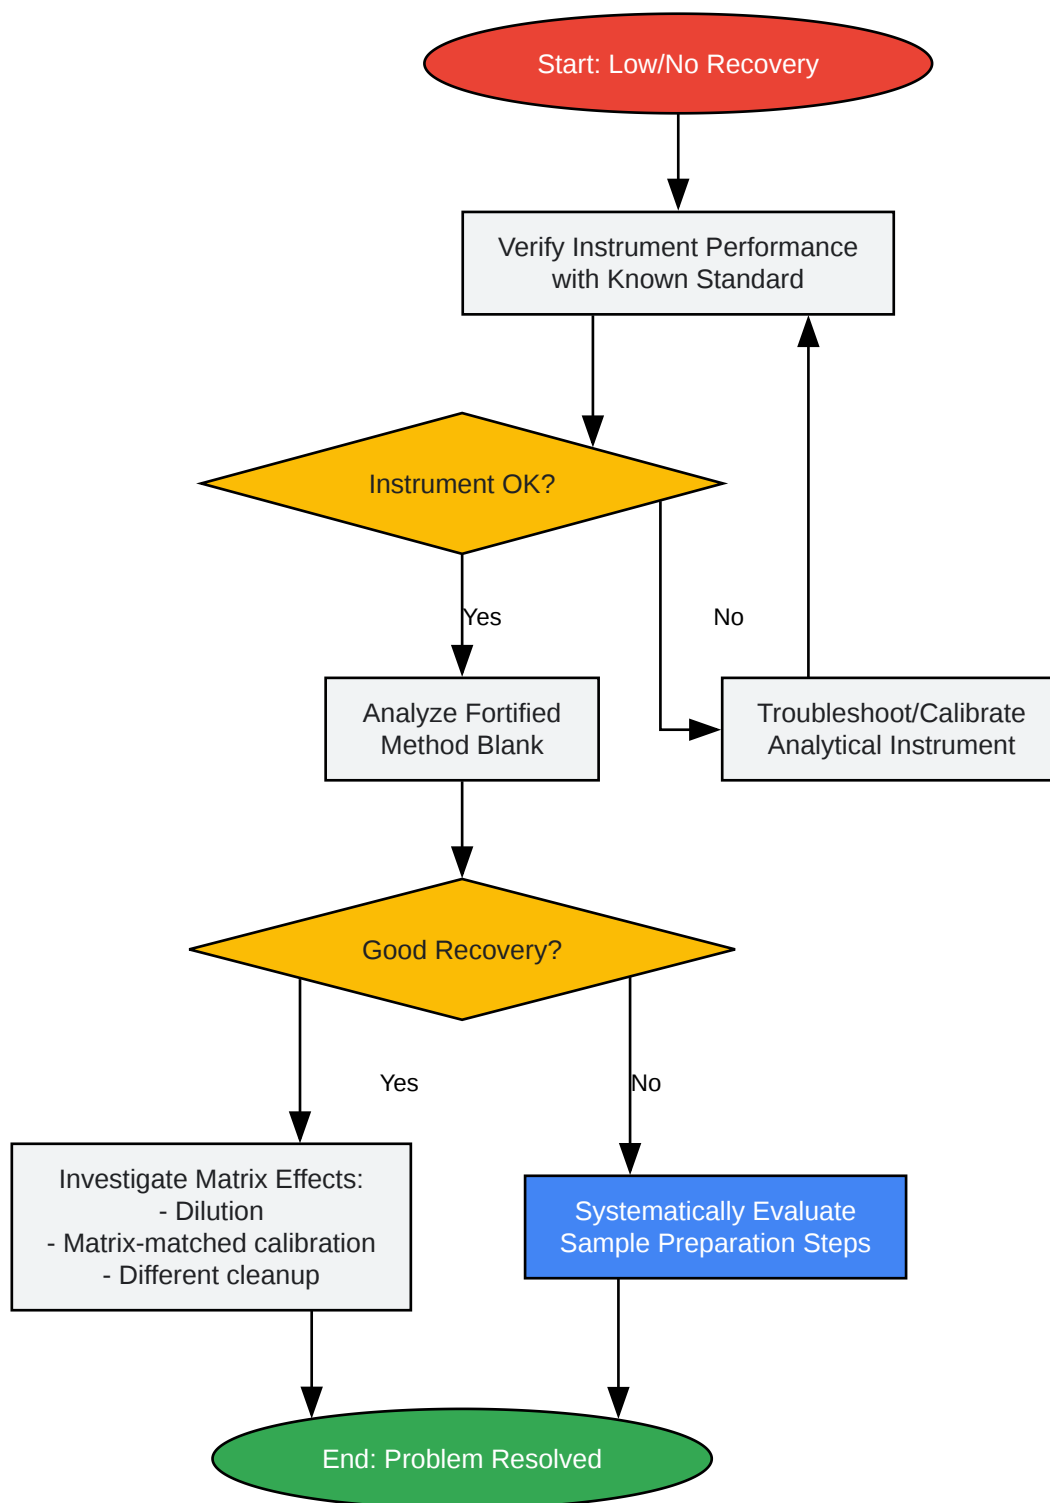 Start: Low/No Recovery
Verify Instrument Performance
with Known Standard
Instrument OK?
Yes
No
Analyze Fortified
Method Blank
Troubleshoot/Calibrate
Analytical Instrument
Good Recovery?
Yes
No
Investigate Matrix Effects:
- Dilution
- Matrix-matched calibration
- Different cleanup
Systematically Evaluate
Sample Preparation Steps
End: Problem Resolved